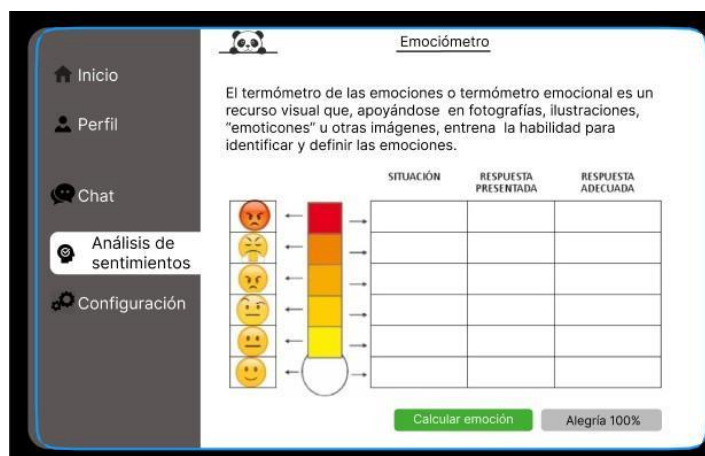 Emociómetro
Inicio
Perfil
Chat
Análisis de
sentimientos
Configuración
El termómetro de las emociones o termómetro emocional es un
recurso visual que, apoyándose en fotografías, ilustraciones,
"emoticones" u otras imágenes, entrena la habilidad para
identificar y definir las emociones.
SITUACIÓN
RESPUESTA
PRESENTADA
RESPUESTA
ADECUADA
Calcular emoción
Alegría 100%